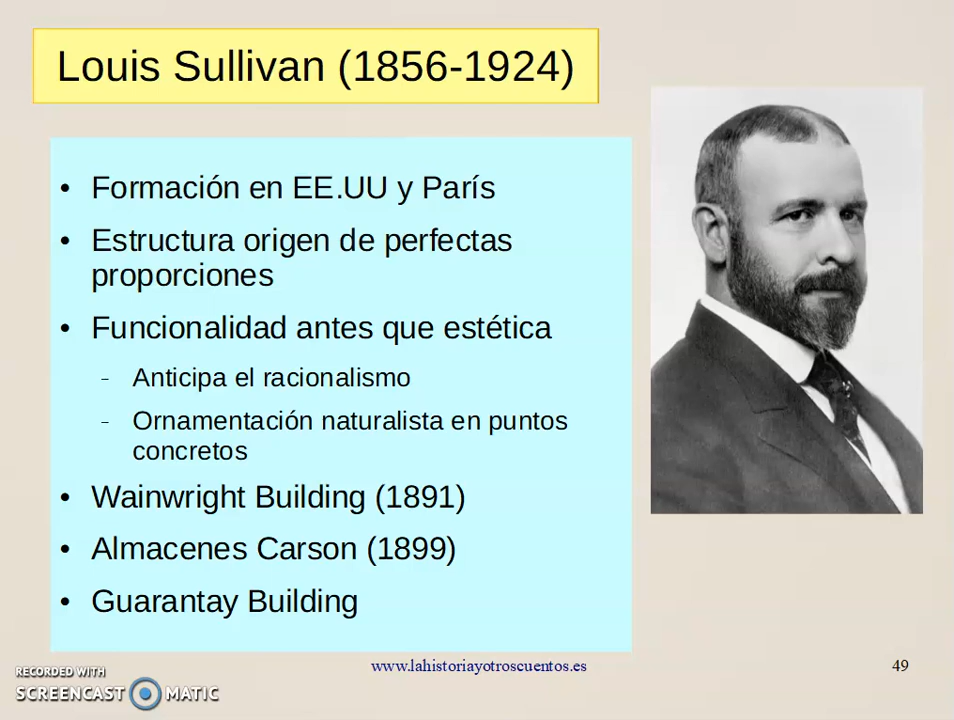 Louis Sullivan (1856-1924)
• Formación en EE.UU y París
• Estructura origen de perfectas
proporciones
• Funcionalidad antes que estética
- Anticipa el racionalismo
- Ornamentación naturalista en puntos
concretos
• Wainwright Building (1891)
• Almacenes Carson (1899)
• Guarantay Building
www.lahistoriayotroscuentos.es
49
RECORDED WITH
SCREENCAST MATIC